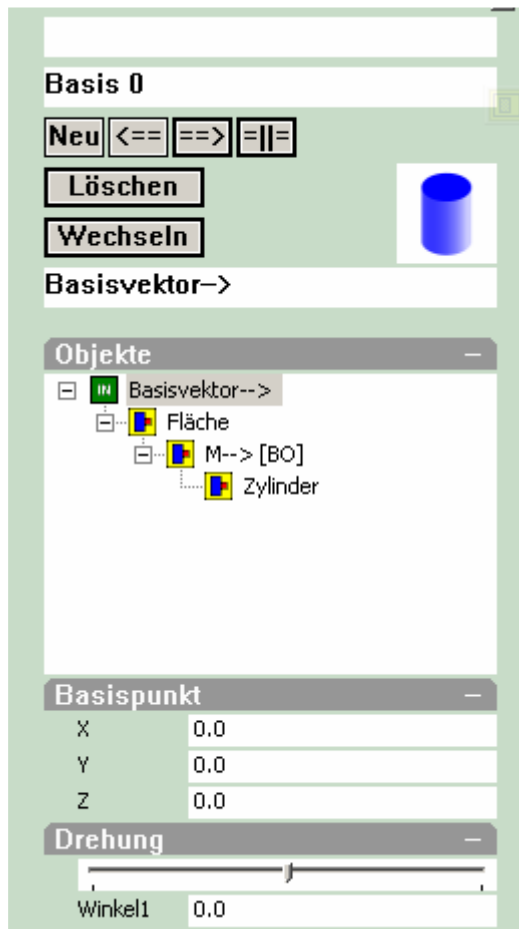 Basis 0
Neu <== ==> =||=
Löschen
Wechseln
Basisvektor-->
Objekte
IN Basisvektor-->
Fläche
M--> [BO]
Zylinder
Basispunkt
X 0.0
Y 0.0
Z 0.0
Drehung
Winkel1 0.0